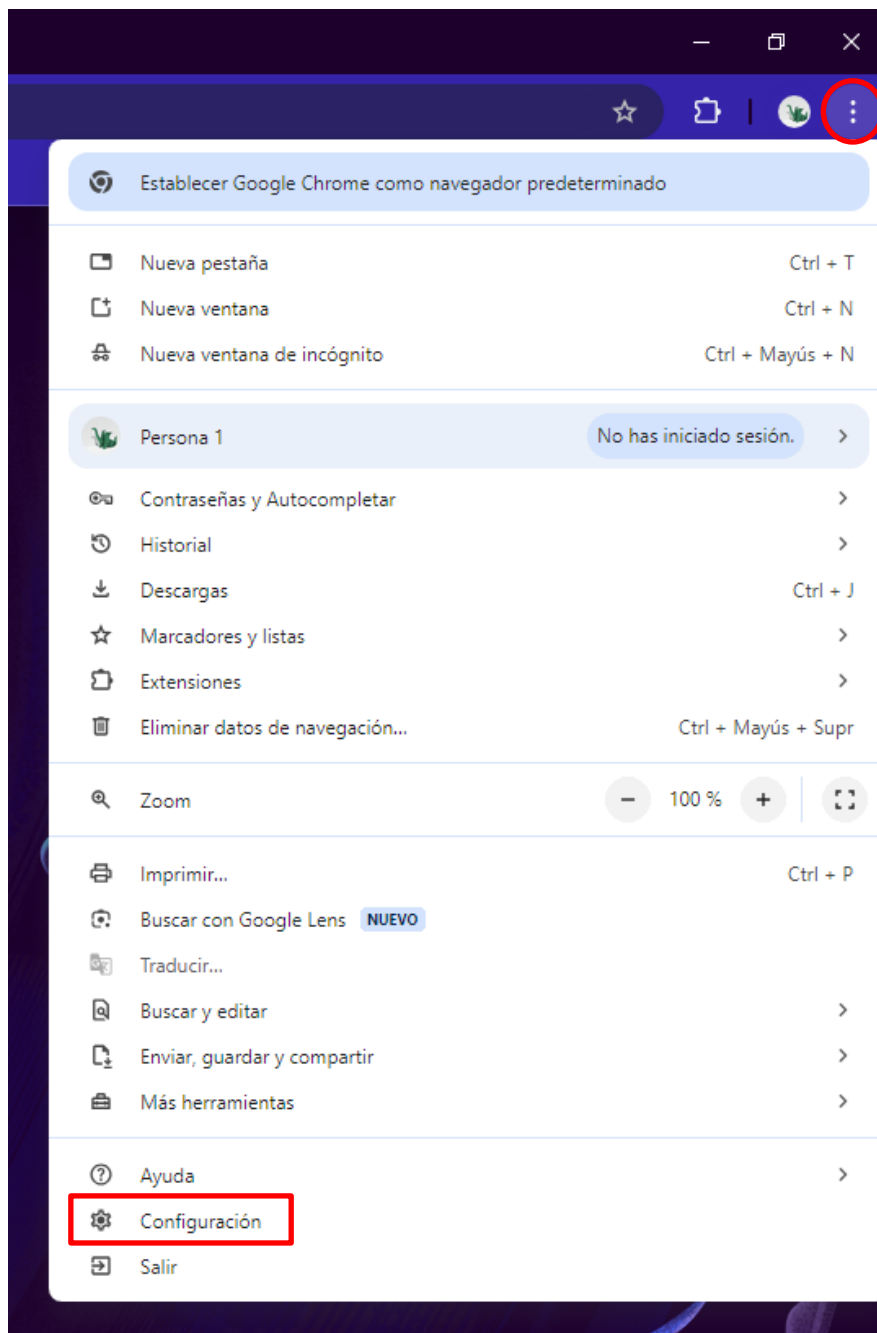 Establecer Google Chrome como navegador predeterminado
Nueva pestaña Ctrl + T
Nueva ventana Ctrl + N
Nueva ventana de incógnito Ctrl + Mayús + N
Persona 1 No has iniciado sesión.
Contraseñas y Autocompletar
Historial
Descargas Ctrl + J
Marcadores y listas
Extensiones
Eliminar datos de navegación... Ctrl + Mayús + Supr
Zoom − 100 % +
Imprimir... Ctrl + P
Buscar con Google Lens NUEVO
Traducir...
Buscar y editar
Enviar, guardar y compartir
Más herramientas
Ayuda
Configuración
Salir